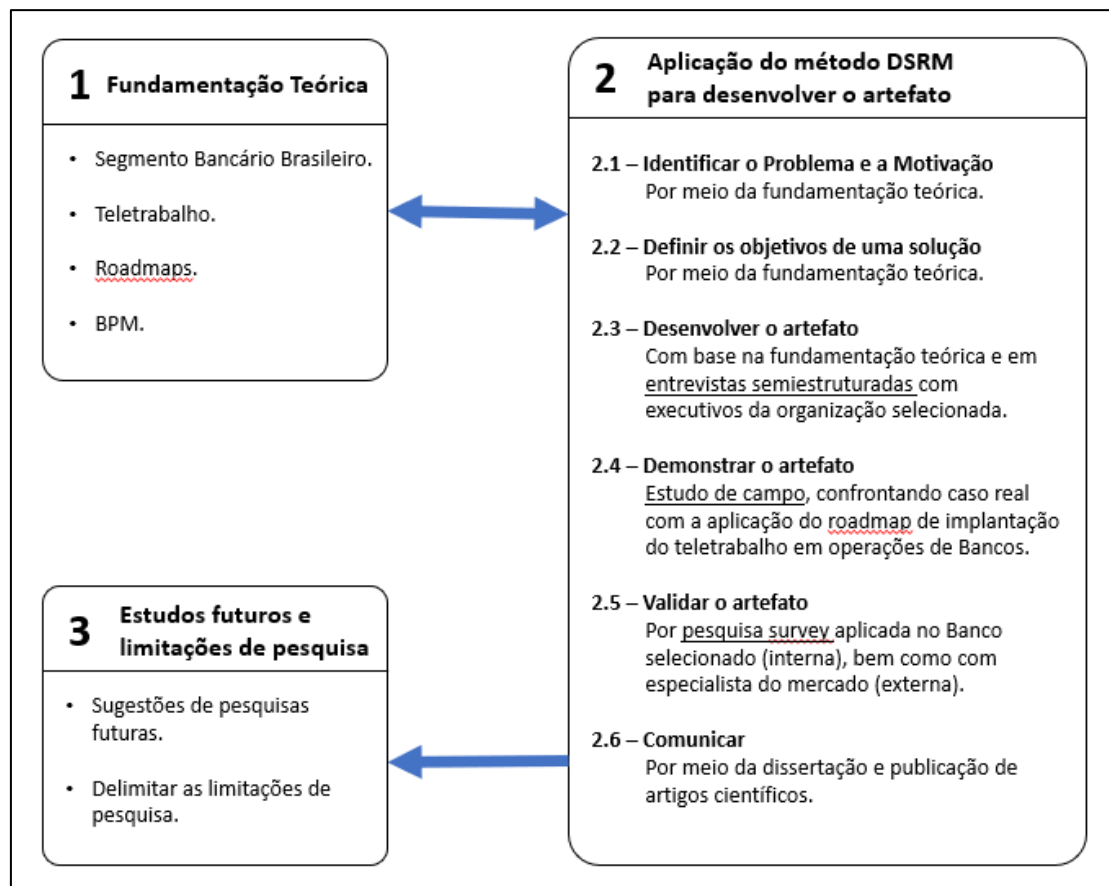 1 Fundamentação Teórica
• Segmento Bancário Brasileiro.
• Teletrabalho.
• Roadmaps.
• BPM.
2 Aplicação do método DSRM
para desenvolver o artefato
2.1 – Identificar o Problema e a Motivação
Por meio da fundamentação teórica.
2.2 – Definir os objetivos de uma solução
Por meio da fundamentação teórica.
2.3 – Desenvolver o artefato
Com base na fundamentação teórica e em
entrevistas semiestruturadas com
executivos da organização selecionada.
2.4 – Demonstrar o artefato
Estudo de campo, confrontando caso real
com a aplicação do roadmap de implantação
do teletrabalho em operações de Bancos.
2.5 – Validar o artefato
Por pesquisa survey aplicada no Banco
selecionado (interna), bem como com
especialista do mercado (externa).
2.6 – Comunicar
Por meio da dissertação e publicação de
artigos científicos.
3 Estudos futuros e
limitações de pesquisa
• Sugestões de pesquisas
futuras.
• Delimitar as limitações de
pesquisa.